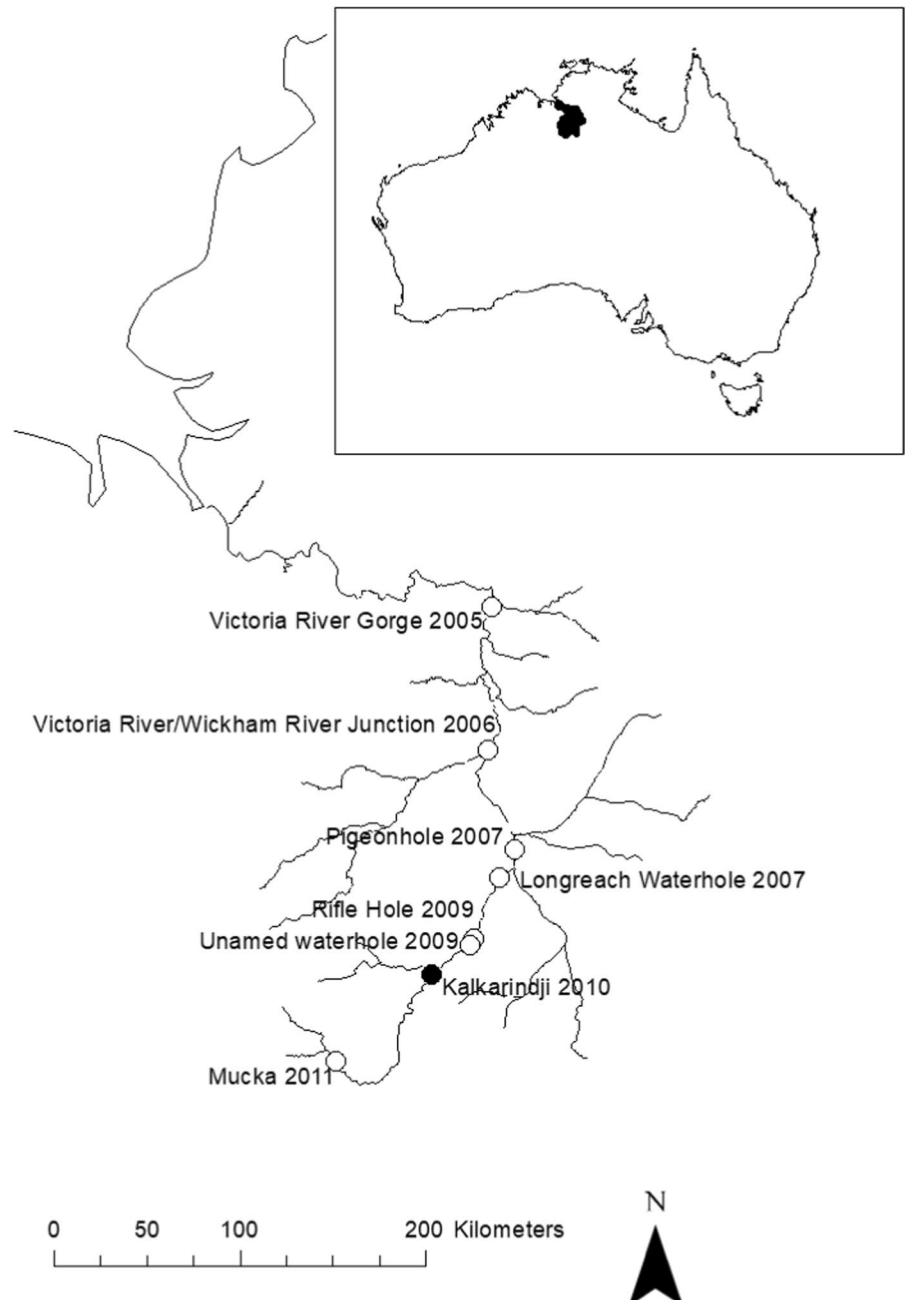 Victoria River Gorge 2005
Victoria River/Wickham River Junction 2006
Pigeonhole 2007
Longreach Waterhole 2007
Rifle Hole 2009
Unamed waterhole 2009
Kalkarindji 2010
Mucka 2011
N
0 50 100 200 Kilometers